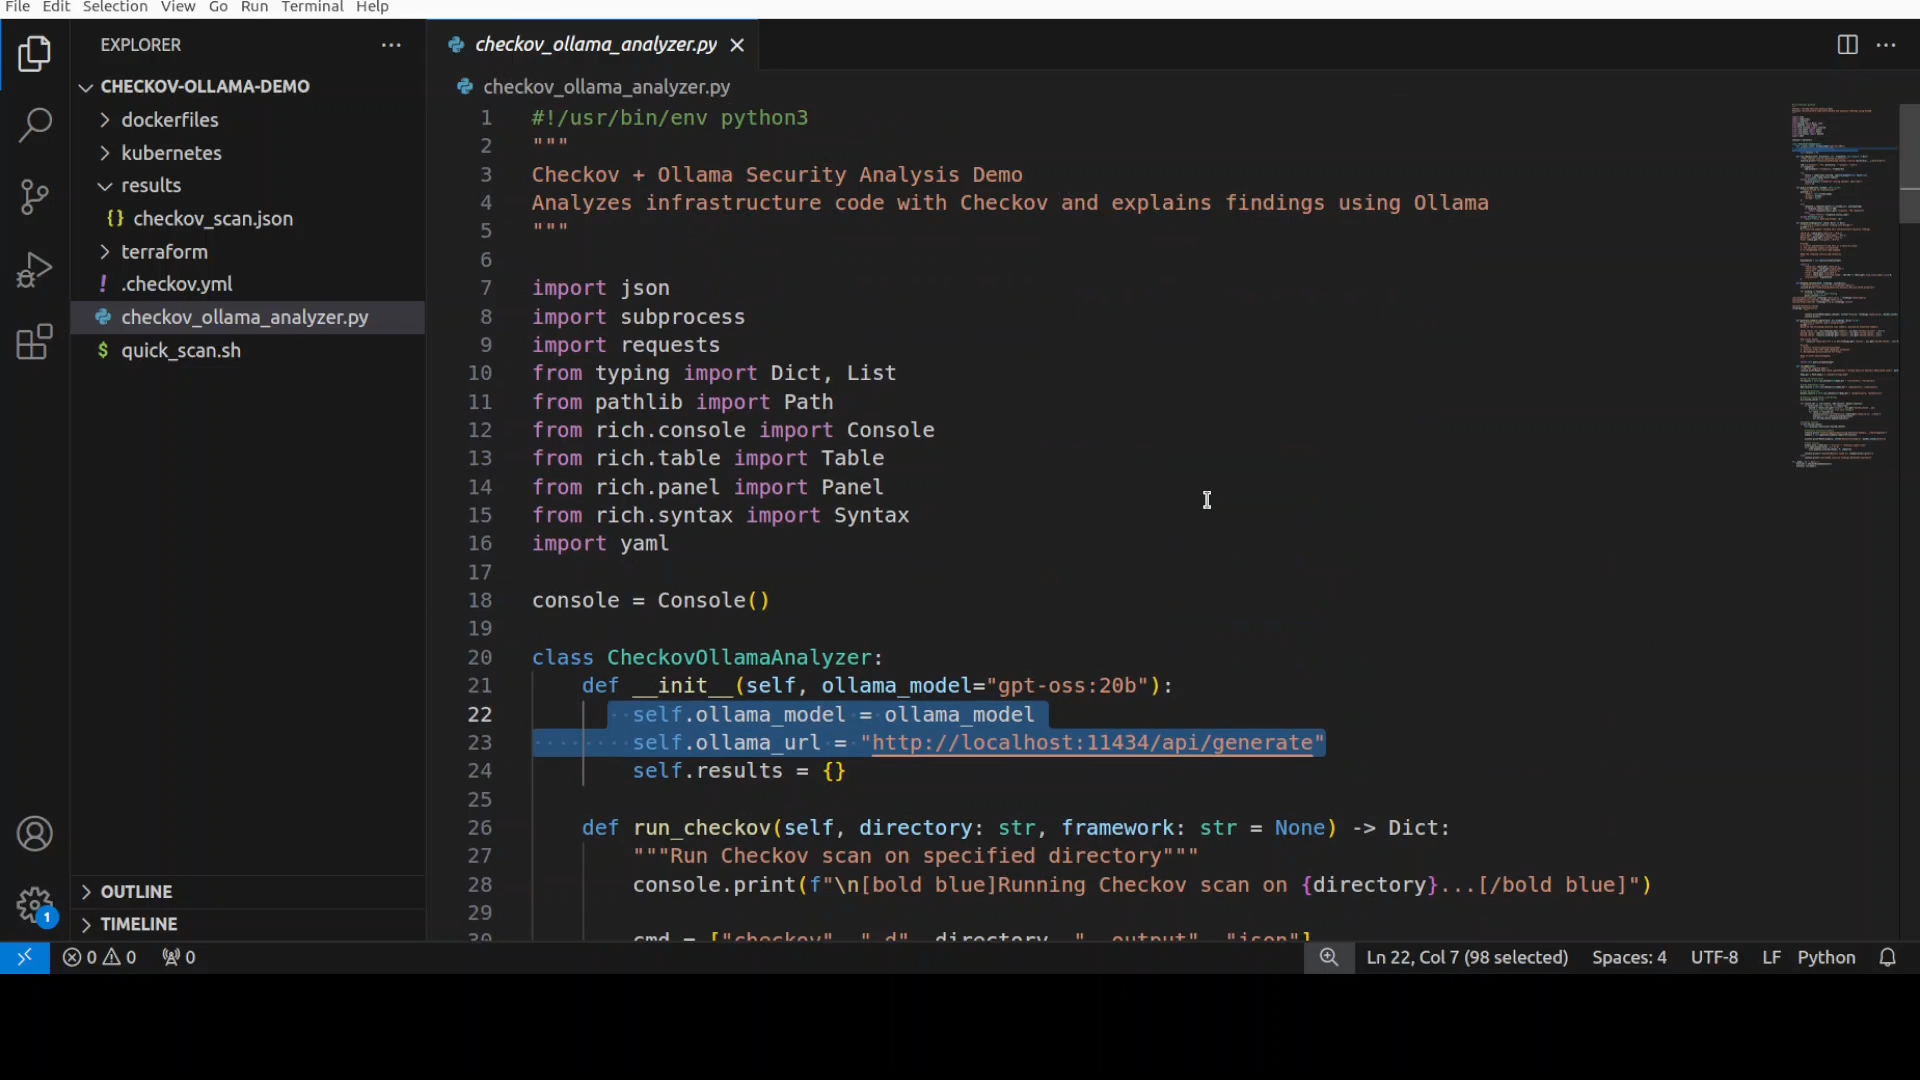 File Edit Selection View Go Run Terminal Help
EXPLORER
CHECKOV-OLLAMA-DEMO
dockerfiles
kubernetes
results
{} checkov_scan.json
terraform
! .checkov.yml
checkov_ollama_analyzer.py
$ quick_scan.sh
OUTLINE
TIMELINE
checkov_ollama_analyzer.py
checkov_ollama_analyzer.py
1 #!/usr/bin/env python3
2 """
3 Checkov + Ollama Security Analysis Demo
4 Analyzes infrastructure code with Checkov and explains findings using Ollama
5 """
6
7 import json
8 import subprocess
9 import requests
10 from typing import Dict, List
11 from pathlib import Path
12 from rich.console import Console
13 from rich.table import Table
14 from rich.panel import Panel
15 from rich.syntax import Syntax
16 import yaml
17
18 console = Console()
19
20 class CheckovOllamaAnalyzer:
21 def __init__(self, ollama_model="gpt-oss:20b"):
22 self.ollama_model = ollama_model
23 self.ollama_url = "http://localhost:11434/api/generate"
24 self.results = {}
25
26 def run_checkov(self, directory: str, framework: str = None) -> Dict:
27 """Run Checkov scan on specified directory"""
28 console.print(f"\n[bold blue]Running Checkov scan on {directory}...[/bold blue]")
29
30 cmd = ["checkov", "-d", directory, "--output", "json"]
1
0 0 0
Ln 22, Col 7 (98 selected) Spaces: 4 UTF-8 LF Python